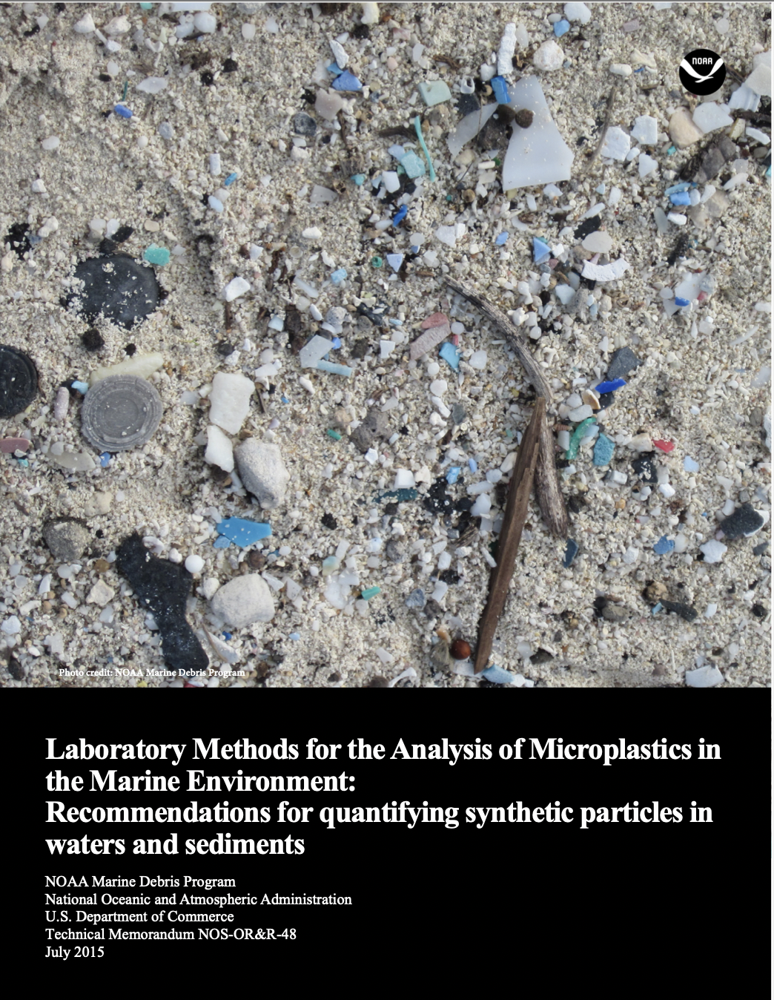 NOAA
Photo credit: NOAA Marine Debris Program
Laboratory Methods for the Analysis of Microplastics in
the Marine Environment:
Recommendations for quantifying synthetic particles in
waters and sediments
NOAA Marine Debris Program
National Oceanic and Atmospheric Administration
U.S. Department of Commerce
Technical Memorandum NOS-OR&R-48
July 2015